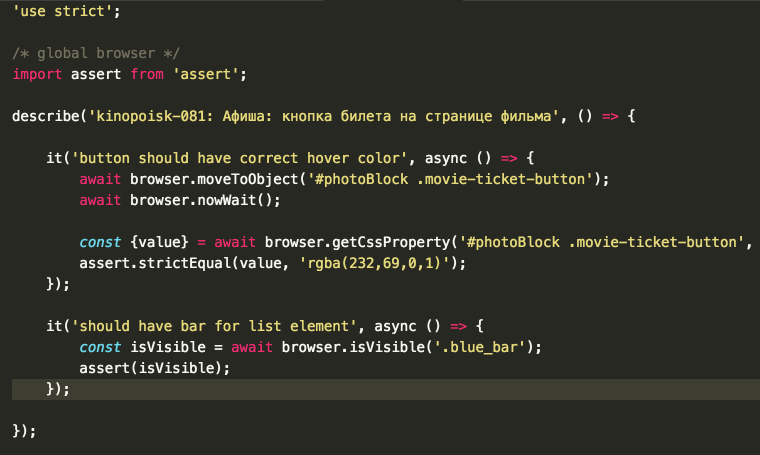 'use strict';
/* global browser */
import assert from 'assert';
describe('kinopoisk-081: Афиша: кнопка билета на странице фильма', () => {
it('button should have correct hover color', async () => {
await browser.moveToObject('#photoBlock .movie-ticket-button');
await browser.nowWait();
const {value} = await browser.getCssProperty('#photoBlock .movie-ticket-button',
assert.strictEqual(value, 'rgba(232,69,0,1)');
});
it('should have bar for list element', async () => {
const isVisible = await browser.isVisible('.blue_bar');
assert(isVisible);
});
});